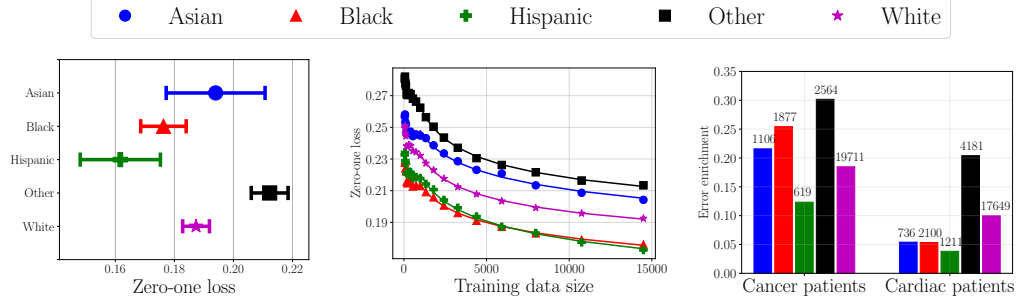 Asian Black Hispanic Other White
Asian
Black
Hispanic
Other
White
0.16 0.18 0.20 0.22
Zero-one loss
Zero-one loss
0.27
0.25
0.23
0.21
0.19
0 5000 10000 15000
Training data size
Error enrichment
0.35
0.30
0.25
0.20
0.15
0.10
0.05
0.00
1106 1877 619 2564 19711
736 2100 1211 4181 17649
Cancer patients Cardiac patients